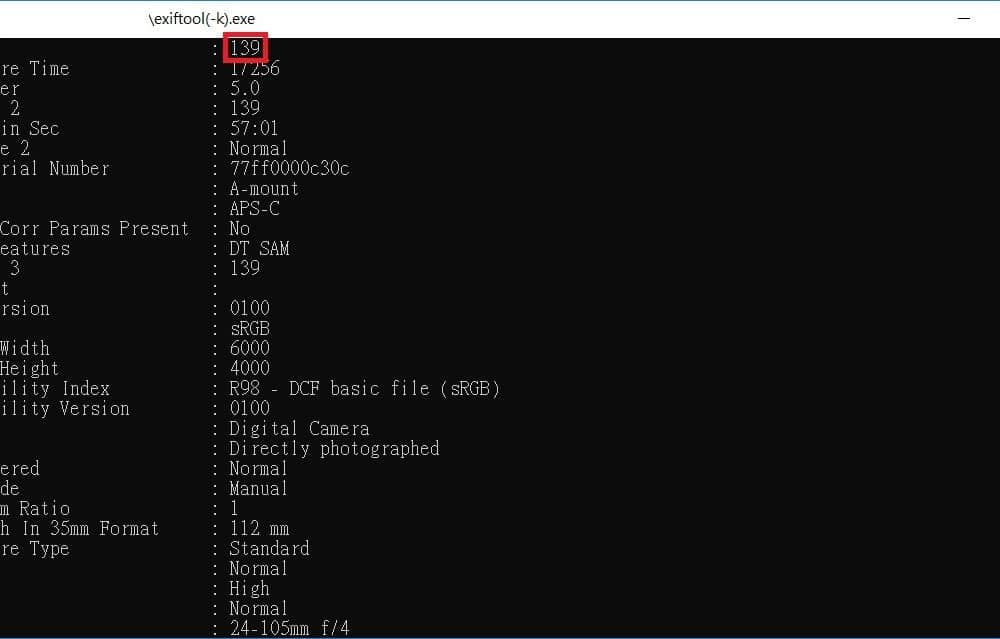 \exiftool(-k).exe
: 139
re Time : 1/256
er : 5.0
2 : 139
in Sec : 57:01
e 2 : Normal
rial Number : 77ff0000c30c
: A-mount
: APS-C
Corr Params Present : No
eatures : DT SAM
3 : 139
t :
rsion : 0100
: sRGB
Width : 6000
Height : 4000
ility Index : R98 - DCF basic file (sRGB)
ility Version : 0100
: Digital Camera
: Directly photographed
ered : Normal
de : Manual
m Ratio : 1
h In 35mm Format : 112 mm
re Type : Standard
: Normal
: High
: Normal
: 24-105mm f/4